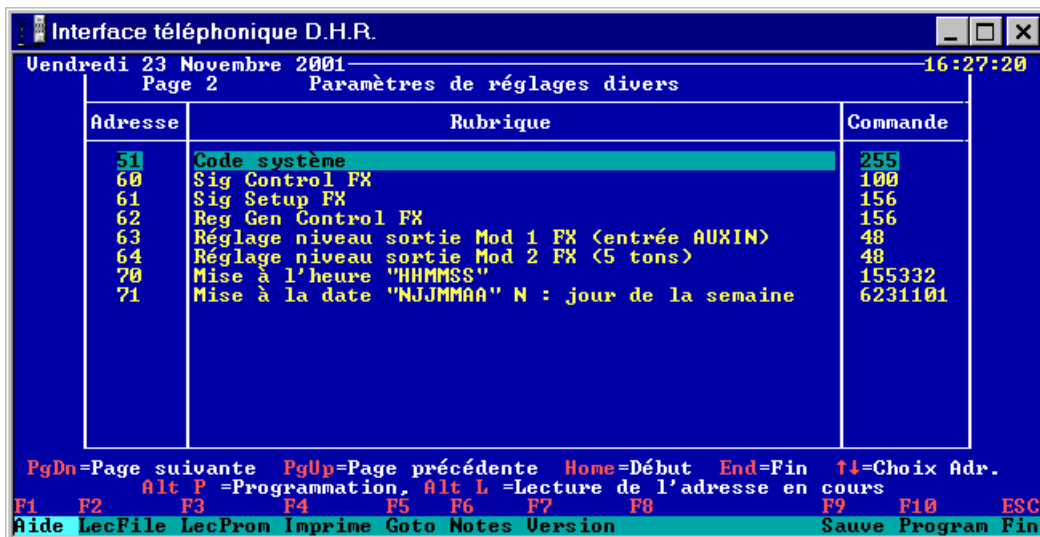 Interface téléphonique D.H.R.
Vendredi 23 Novembre 2001 16:27:20
Page 2 Paramètres de réglages divers
Adresse Rubrique Commande
51 Code système 255
60 Sig Control FX 100
61 Sig Setup FX 156
62 Reg Gen Control FX 156
63 Réglage niveau sortie Mod 1 FX (entrée AUXIN) 48
64 Réglage niveau sortie Mod 2 FX (5 tons) 48
70 Mise à l'heure "HHMMSS" 155332
71 Mise à la date "NJJMMAA" N : jour de la semaine 6231101
PgDn=Page suivante PgUp=Page précédente Home=Début End=Fin ↑↓=Choix Adr.
Alt P =Programmation, Alt L =Lecture de l'adresse en cours
F1 F2 F3 F4 F5 F6 F7 F8 F9 F10 ESC
Aide LecFile LecProm Imprime Goto Notes Version Sauve Program Fin